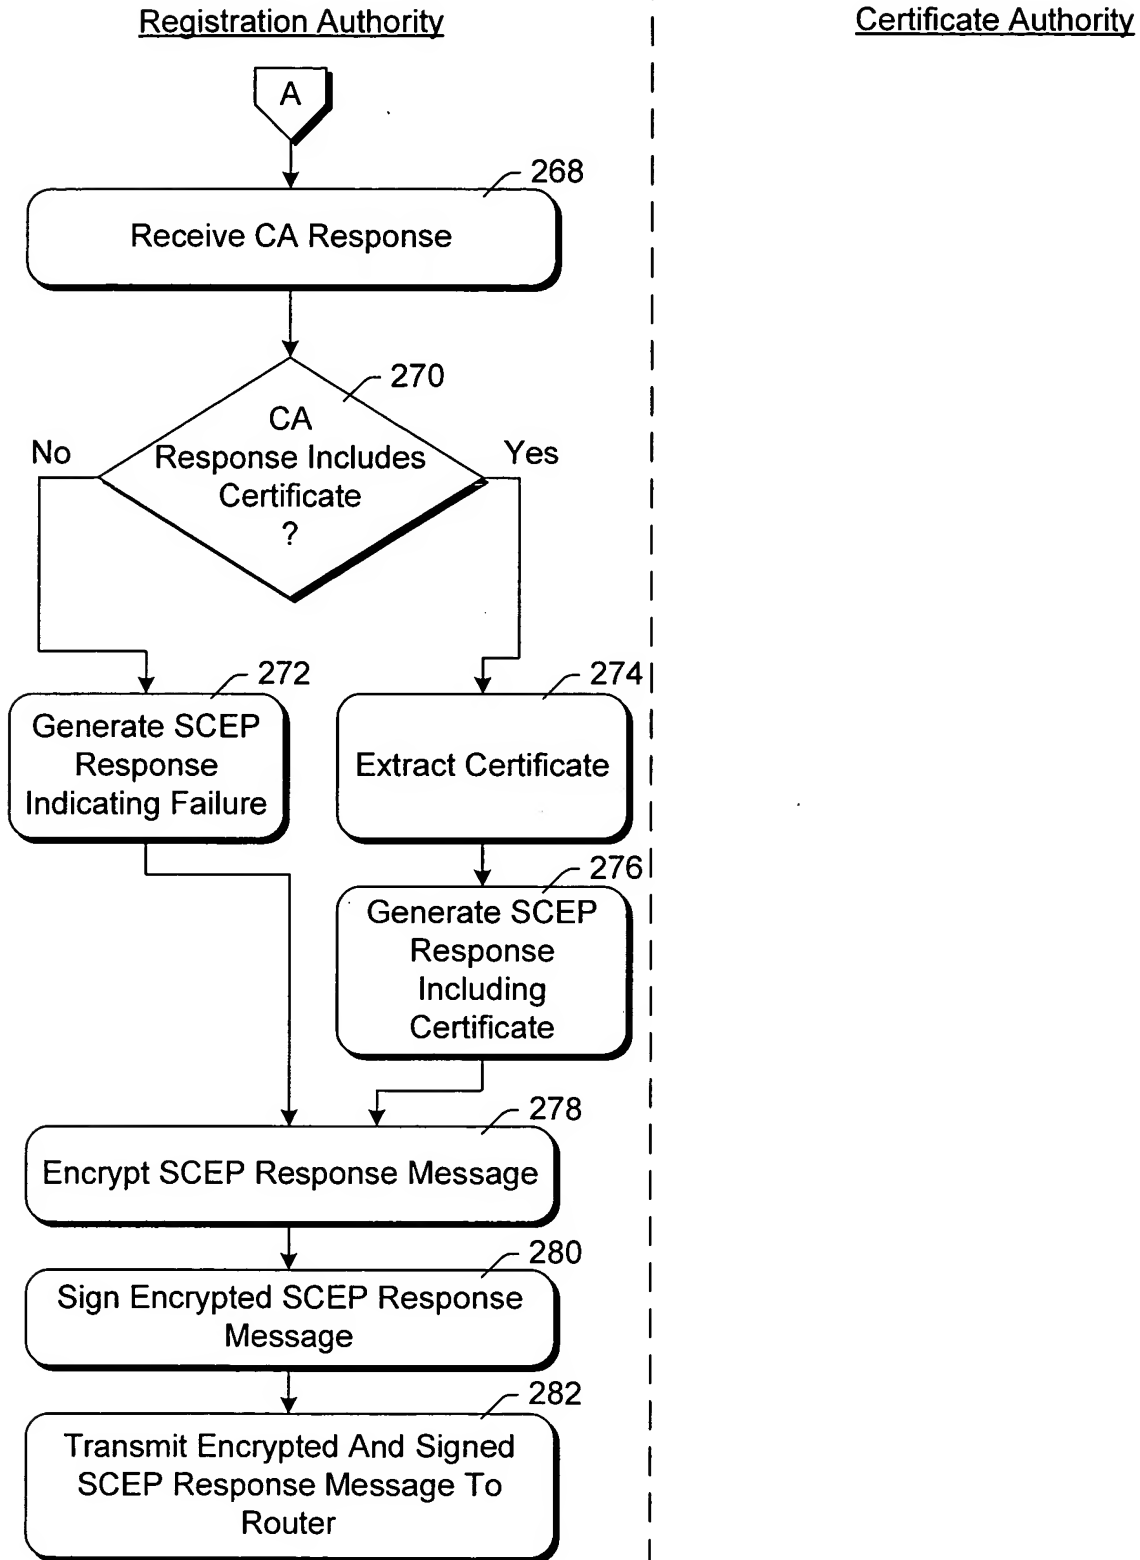 Registration Authority
Certificate Authority
A
268
Receive CA Response
270
CA
Response Includes
Certificate
?
No
Yes
272
Generate SCEP
Response
Indicating Failure
274
Extract Certificate
276
Generate SCEP
Response
Including
Certificate
278
Encrypt SCEP Response Message
280
Sign Encrypted SCEP Response
Message
282
Transmit Encrypted And Signed
SCEP Response Message To
Router